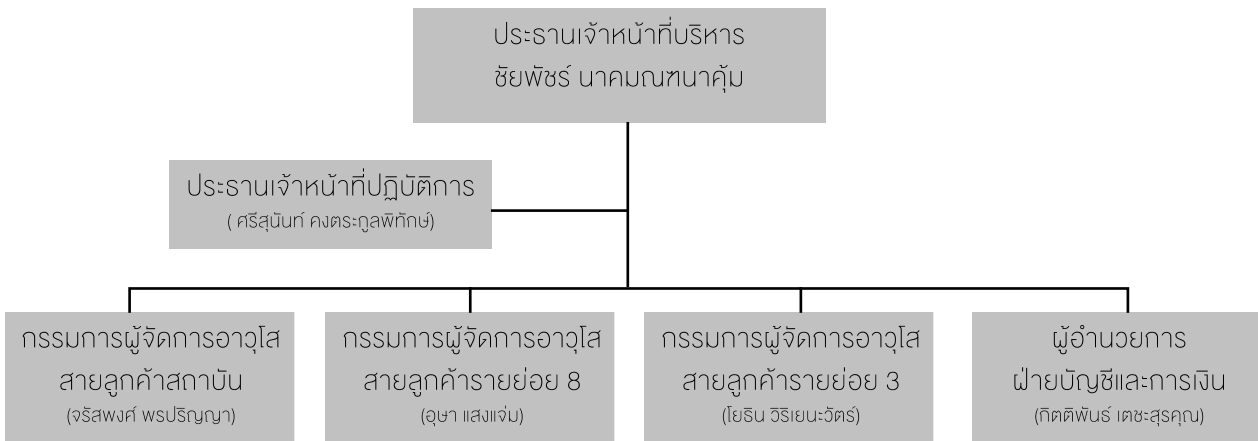 ประธานเจ้าหน้าที่บริหาร
ชัยพัชร์ นาคมณฑนาคุ้ม
ประธานเจ้าหน้าที่ปฏิบัติการ
( ศรีสุนันท์ คงตระกูลพิทักษ์)
กรรมการผู้จัดการอาวุโส
สายลูกค้าสถาบัน
(จรัสพงศ์ พรปริญญา)
กรรมการผู้จัดการอาวุโส
สายลูกค้ารายย่อย 8
(อุษา แสงแจ่ม)
กรรมการผู้จัดการอาวุโส
สายลูกค้ารายย่อย 3
(โยธิน วิริเยนะวัตร์)
ผู้อำนวยการ
ฝ่ายบัญชีและการเงิน
(กิตติพันธ์ เตชะสุรคุณ)